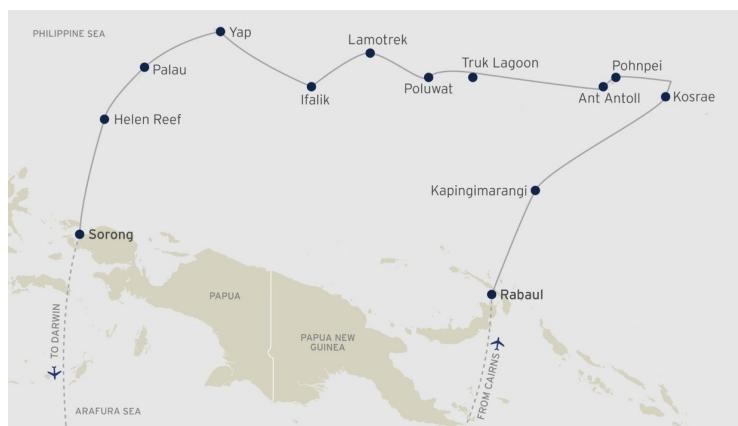 PHILIPPINE SEA
Yap
Lamotrek
Palau
Truk Lagoon
Pohnpei
Ifalik
Poluwat
Ant Antoll
Kosrae
Helen Reef
Kapingimarangi
Sorong
PAPUA
Rabaul
PAPUA NEW
GUINEA
TO DARWIN
FROM CAIRNS
ARAFURA SEA